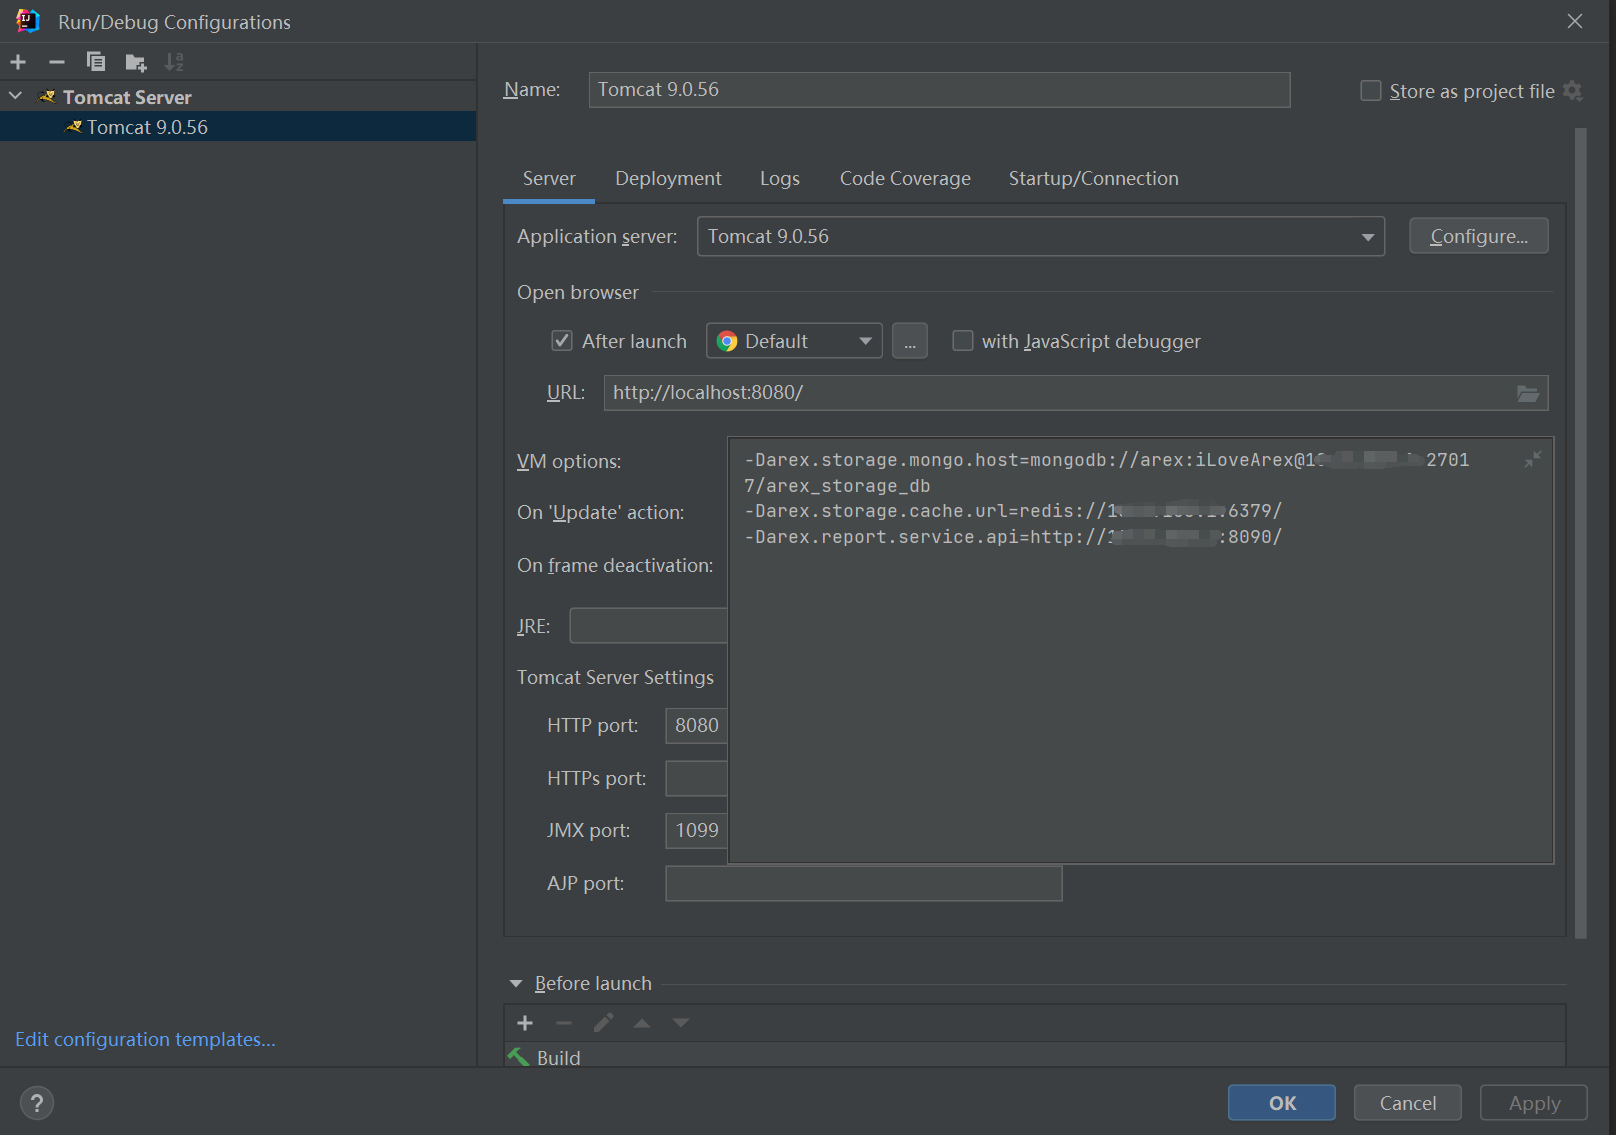 Run/Debug Configurations
Tomcat Server
Tomcat 9.0.56
Name: Tomcat 9.0.56 Store as project file
Server Deployment Logs Code Coverage Startup/Connection
Application server: Tomcat 9.0.56 Configure...
Open browser
After launch Default ... with JavaScript debugger
URL: http://localhost:8080/
VM options:
-Darex.storage.mongo.host=mongodb://arex:iLoveArex@1 2701
7/arex_storage_db
-Darex.storage.cache.url=redis://1 6379/
-Darex.report.service.api=http://1 :8090/
On 'Update' action:
On frame deactivation:
JRE:
Tomcat Server Settings
HTTP port: 8080
HTTPs port:
JMX port: 1099
AJP port:
Before launch
Build
Edit configuration templates...
? OK Cancel Apply